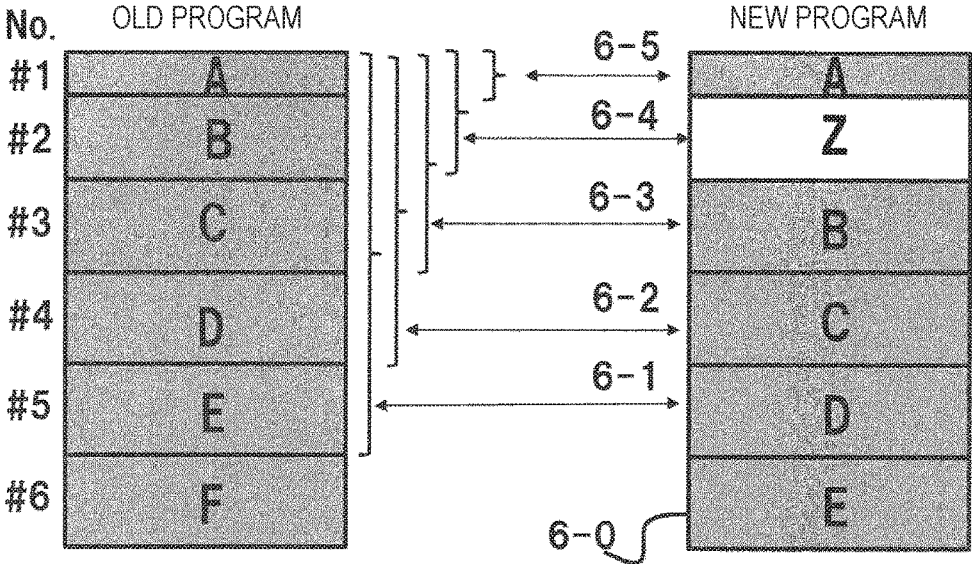 No. OLD PROGRAM NEW PROGRAM
#1 A 6-5 A
#2 B 6-4 Z
#3 C 6-3 B
#4 D 6-2 C
#5 E 6-1 D
#6 F 6-0 E